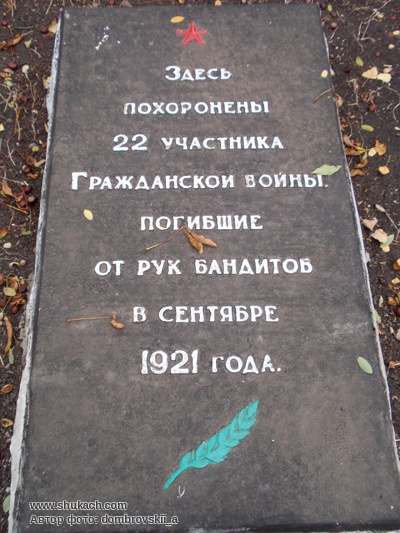 Здесь
похоронены
22 участника
Гражданской войны.
погибшие
от рук бандитов
в сентябре
1921 года.
www.shukach.com
Автор фото: dombrovskii_a